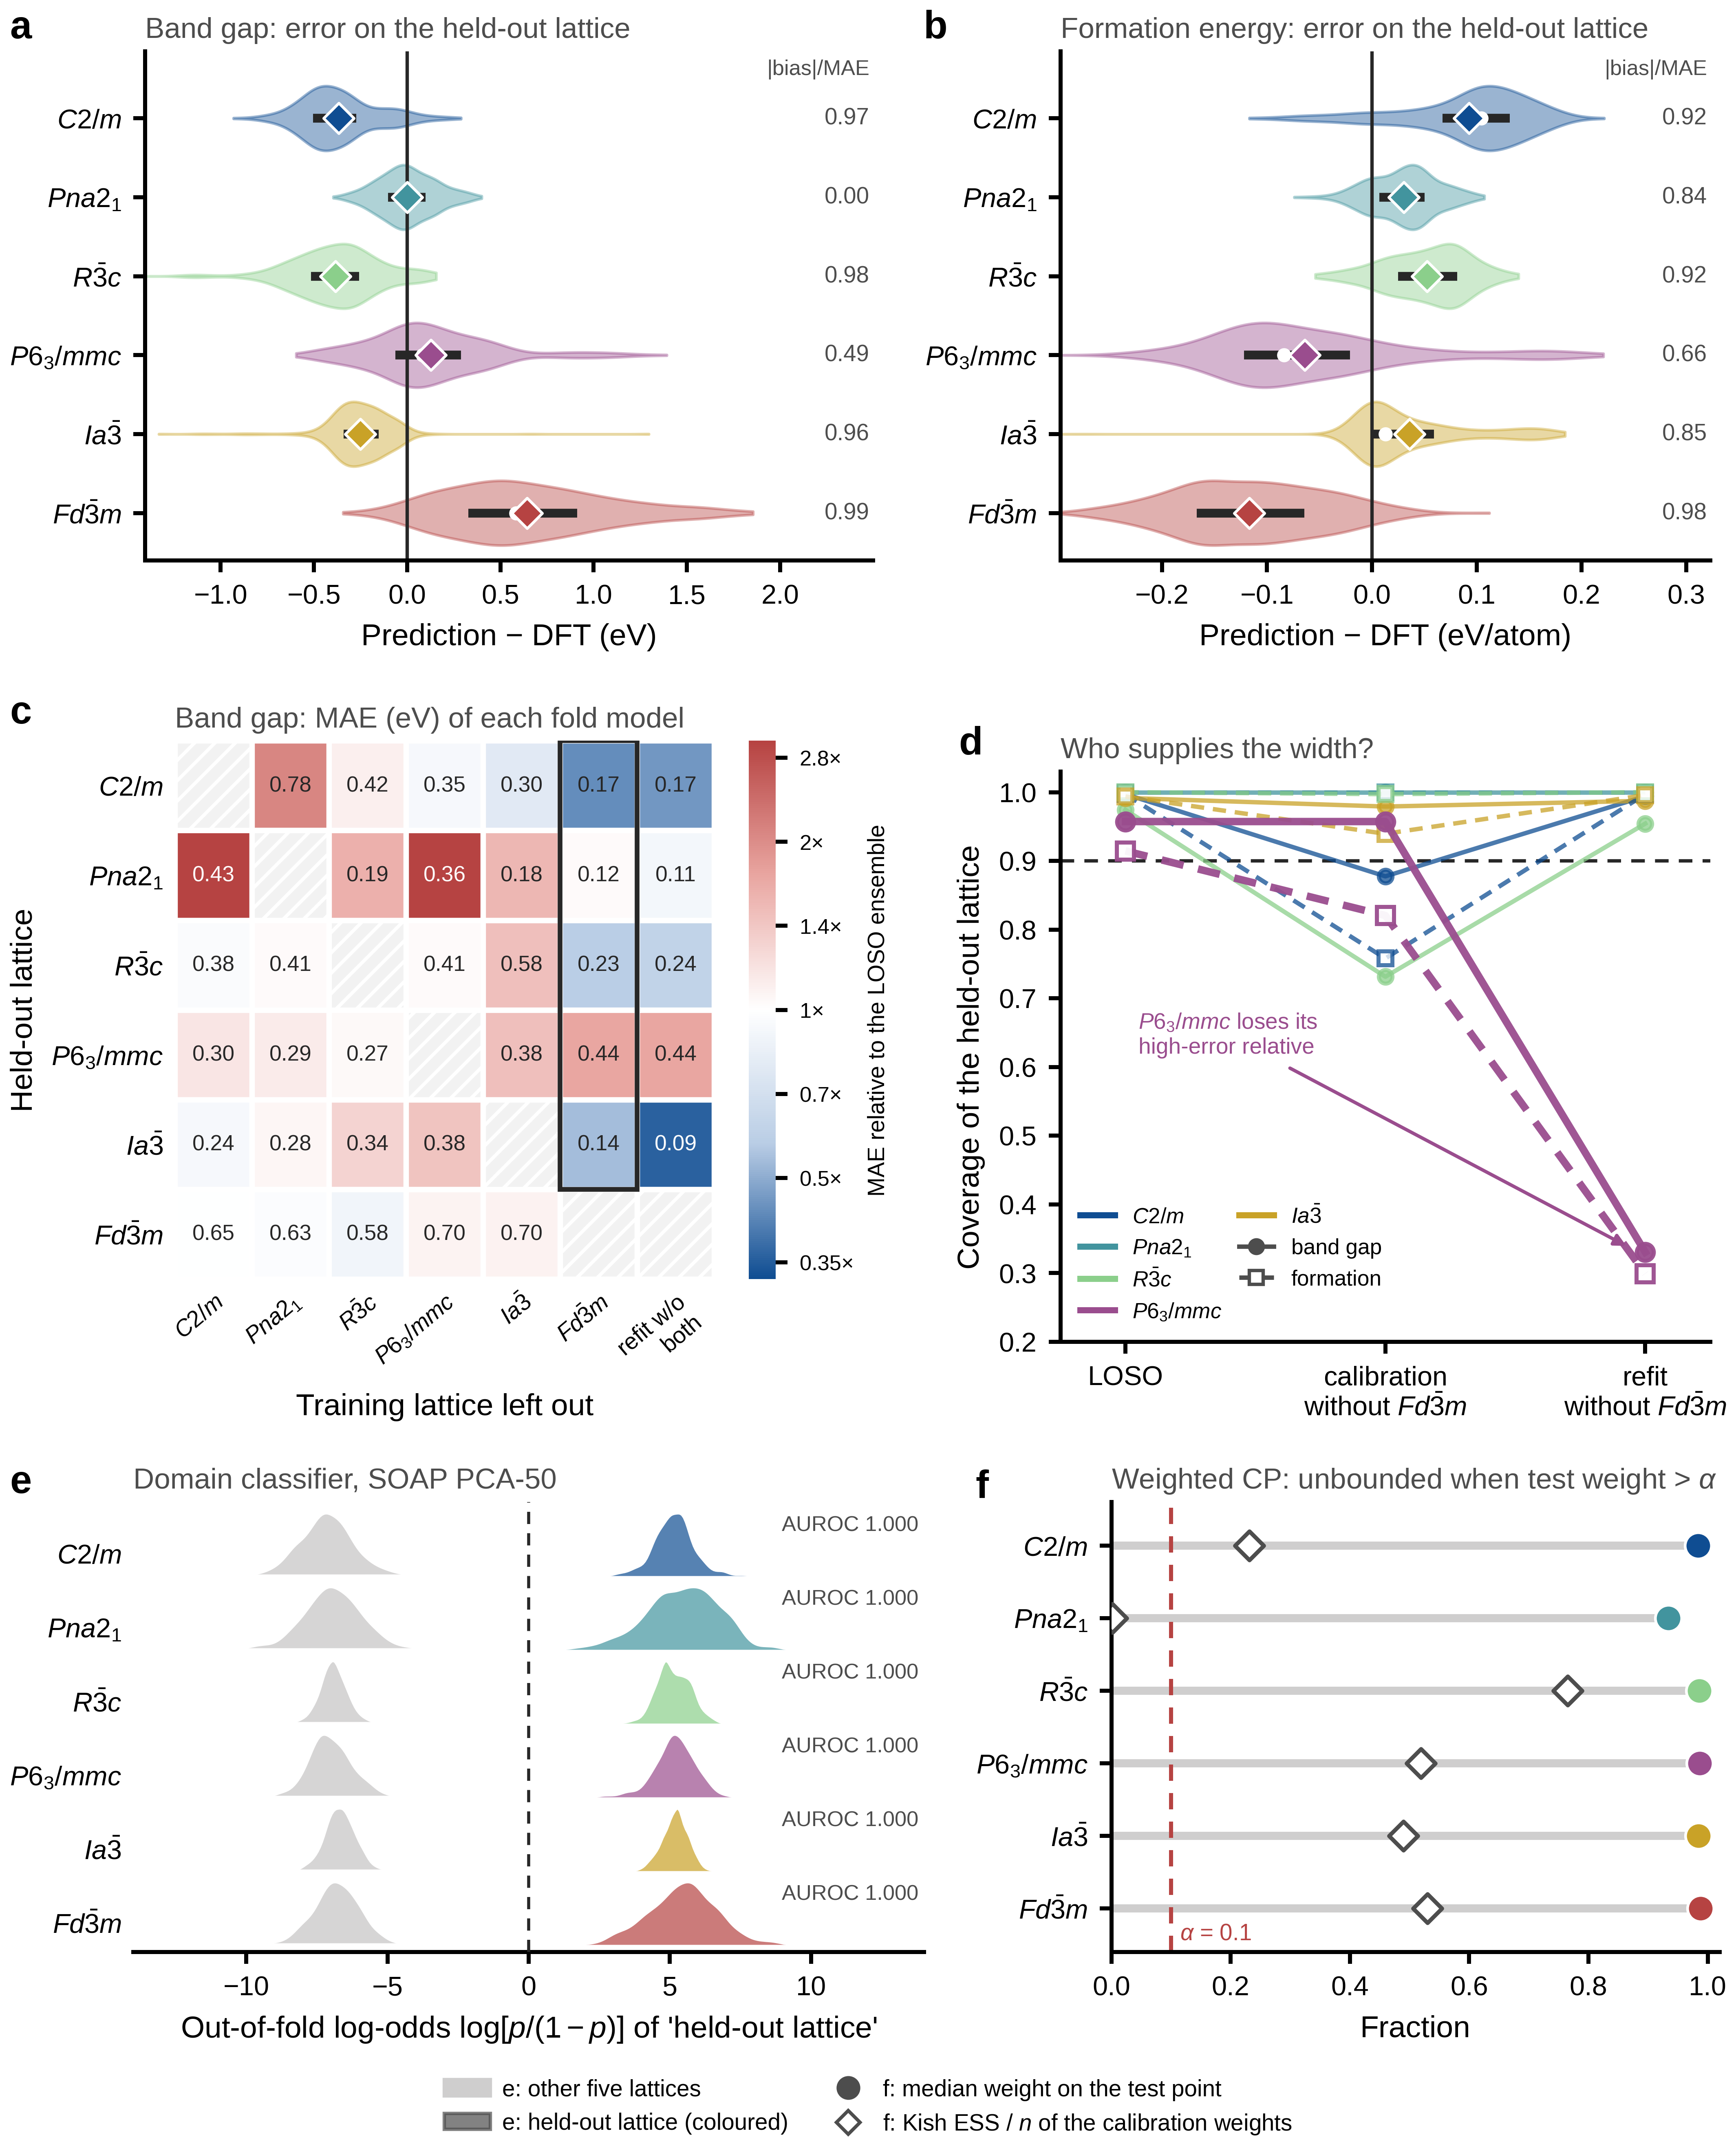 a
Band gap: error on the held-out lattice
|bias|/MAE
C2/m
0.97
Pna2₁
0.00
R3̄c
0.98
P6₃/mmc
0.49
Ia3̄
0.96
Fd3̄m
0.99
−1.0 −0.5 0.0 0.5 1.0 1.5 2.0
Prediction − DFT (eV)
b
Formation energy: error on the held-out lattice
|bias|/MAE
C2/m
0.92
Pna2₁
0.84
R3̄c
0.92
P6₃/mmc
0.66
Ia3̄
0.85
Fd3̄m
0.98
−0.2 −0.1 0.0 0.1 0.2 0.3
Prediction − DFT (eV/atom)
c
Band gap: MAE (eV) of each fold model
Held-out lattice
C2/m 0.78 0.42 0.35 0.30 0.17 0.17
Pna2₁ 0.43 0.19 0.36 0.18 0.12 0.11
R3̄c 0.38 0.41 0.41 0.58 0.23 0.24
P6₃/mmc 0.30 0.29 0.27 0.38 0.44 0.44
Ia3̄ 0.24 0.28 0.34 0.38 0.14 0.09
Fd3̄m 0.65 0.63 0.58 0.70 0.70
C2/m Pna2₁ R3̄c P6₃/mmc Ia3̄ Fd3̄m refit w/o
both
Training lattice left out
2.8×
2×
1.4×
1×
0.7×
0.5×
0.35×
MAE relative to the LOSO ensemble
d
Who supplies the width?
Coverage of the held-out lattice
1.0
0.9
0.8
0.7
0.6
0.5
0.4
0.3
0.2
P6₃/mmc loses its
high-error relative
C2/m
Pna2₁
R3̄c
P6₃/mmc
Ia3̄
band gap
formation
LOSO
calibration
without Fd3̄m
refit
without Fd3̄m
e
Domain classifier, SOAP PCA-50
C2/m
AUROC 1.000
Pna2₁
AUROC 1.000
R3̄c
AUROC 1.000
P6₃/mmc
AUROC 1.000
Ia3̄
AUROC 1.000
Fd3̄m
AUROC 1.000
−10 −5 0 5 10
Out-of-fold log-odds log[p/(1 − p)] of 'held-out lattice'
f
Weighted CP: unbounded when test weight > α
C2/m
Pna2₁
R3̄c
P6₃/mmc
Ia3̄
Fd3̄m
α = 0.1
0.0 0.2 0.4 0.6 0.8 1.0
Fraction
e: other five lattices
e: held-out lattice (coloured)
f: median weight on the test point
f: Kish ESS / n of the calibration weights